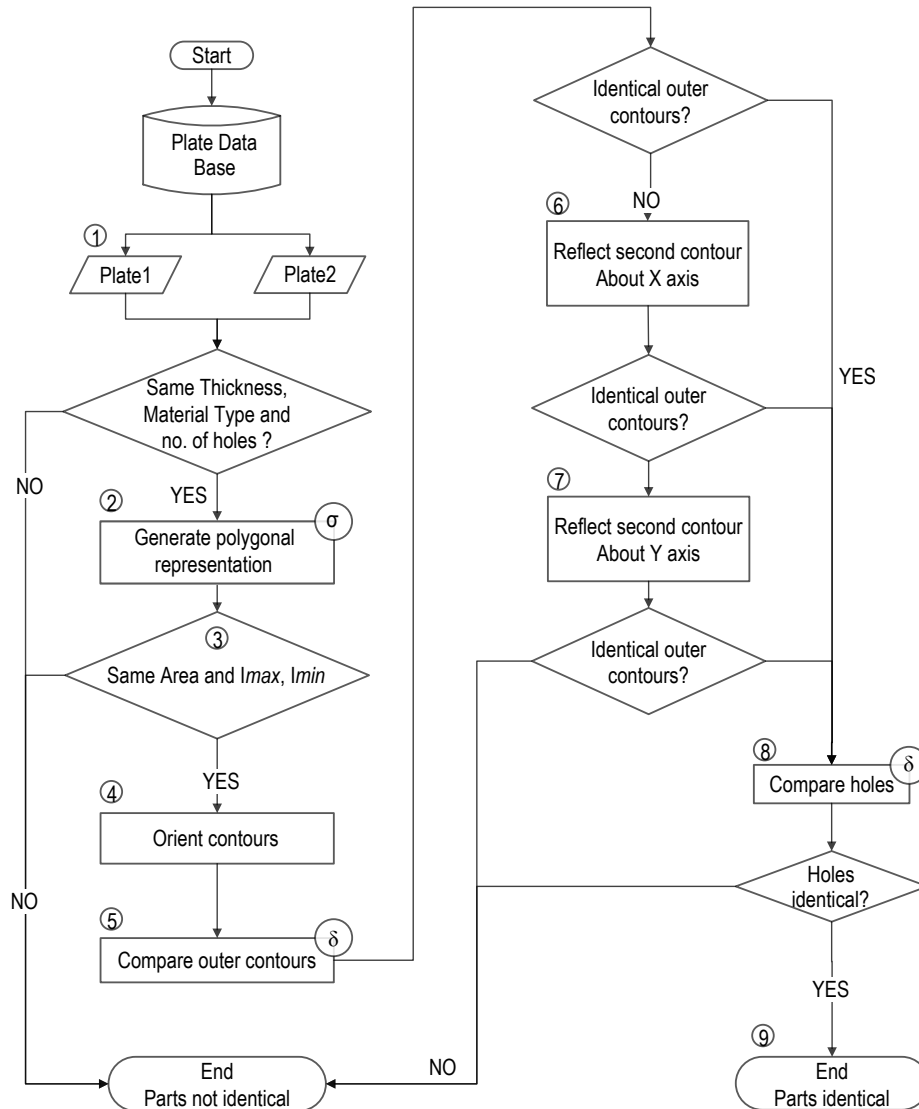 Start
Plate Data
Base
①
Plate1
Plate2
Same Thickness,
Material Type and
no. of holes ?
NO
YES
②
σ
Generate polygonal
representation
③
Same Area and Imax, Imin
YES
④
Orient contours
NO
⑤
δ
Compare outer contours
End
Parts not identical
Identical outer
contours?
NO
⑥
Reflect second contour
About X axis
YES
Identical outer
contours?
⑦
Reflect second contour
About Y axis
Identical outer
contours?
⑧
δ
Compare holes
Holes
identical?
YES
NO
⑨
End
Parts identical